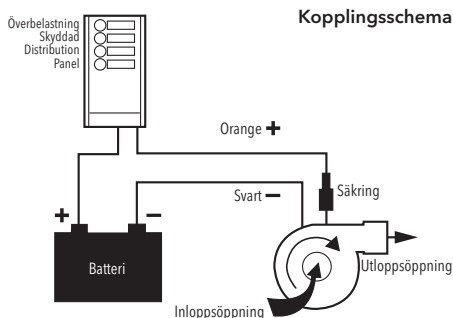 Kopplingsschema
Överbelastning
Skyddad
Distribution
Panel
Orange +
Svart −
Säkring
+
−
Batteri
Utloppsöppning
Inloppsöppning